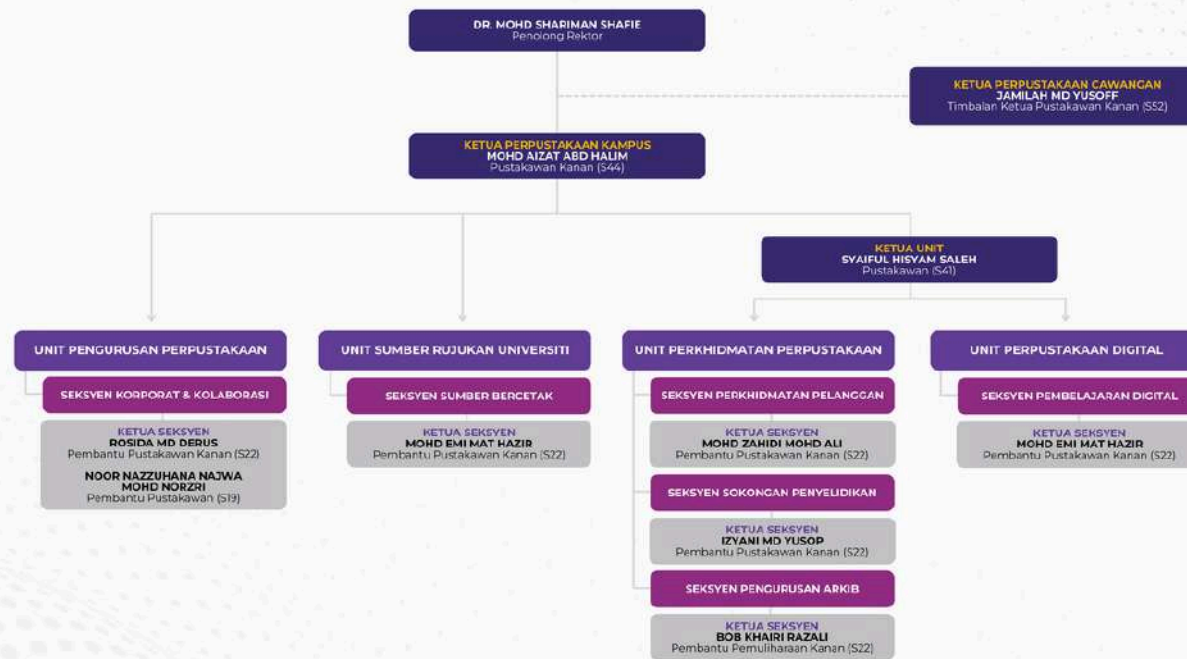 DR. MOHD SHARIMAN SHAFIE
Penolong Rektor
KETUA PERPUSTAKAAN CAWANGAN
JAMILAH MD YUSOFF
Timbalan Ketua Pustakawan Kanan (S52)
KETUA PERPUSTAKAAN KAMPUS
MOHD AIZAT ABD HALIM
Pustakawan Kanan (S44)
KETUA UNIT
SYAIFUL HISYAM SALEH
Pustakawan (S41)
UNIT PENGURUSAN PERPUSTAKAAN
SEKSYEN KORPORAT & KOLABORASI
KETUA SEKSYEN
ROSIDA MD DERUS
Pembantu Pustakawan Kanan (S22)
NOOR NAZZUHANA NAJWA
MOHD NORZRI
Pembantu Pustakawan (S19)
UNIT SUMBER RUJUKAN UNIVERSITI
SEKSYEN SUMBER BERCETAK
KETUA SEKSYEN
MOHD EMI MAT HAZIR
Pembantu Pustakawan Kanan (S22)
UNIT PERKHIDMATAN PERPUSTAKAAN
SEKSYEN PERKHIDMATAN PELANGGAN
KETUA SEKSYEN
MOHD ZAHIDI MOHD ALI
Pembantu Pustakawan Kanan (S22)
SEKSYEN SOKONGAN PENYELIDIKAN
KETUA SEKSYEN
IZYANI MD YUSOP
Pembantu Pustakawan Kanan (S22)
SEKSYEN PENGURUSAN ARKIB
KETUA SEKSYEN
BOB KHAIRI RAZALI
Pembantu Pemuliharaan Kanan (S22)
UNIT PERPUSTAKAAN DIGITAL
SEKSYEN PEMBELAJARAN DIGITAL
KETUA SEKSYEN
MOHD EMI MAT HAZIR
Pembantu Pustakawan Kanan (S22)